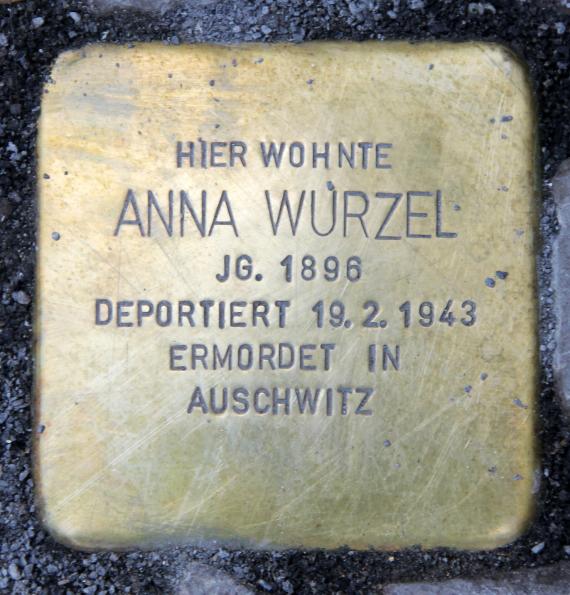 HIER WOHNTE
ANNA WURZEL
JG. 1896
DEPORTIERT 19.2.1943
ERMORDET IN
AUSCHWITZ